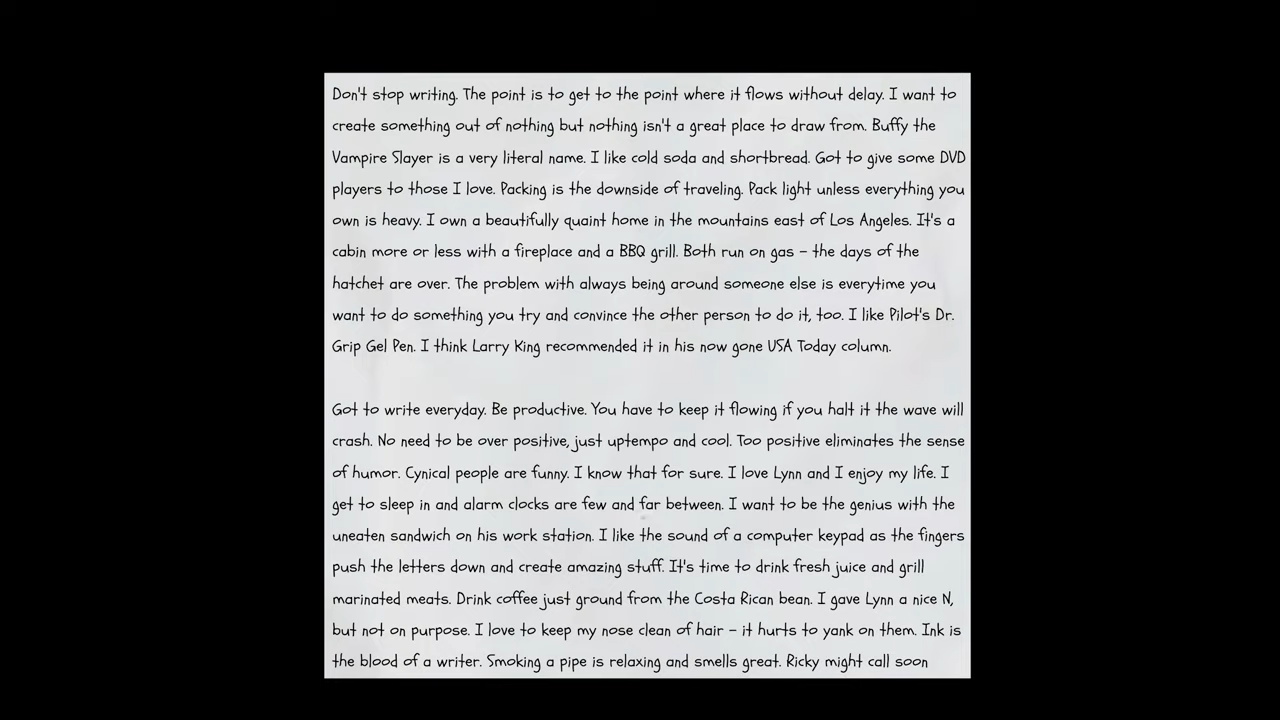 Don't stop writing. The point is to get to the point where it flows without delay. I want to
create something out of nothing but nothing isn't a great place to draw from. Buffy the
Vampire Slayer is a very literal name. I like cold soda and shortbread. Got to give some DVD
players to those I love. Packing is the downside of traveling. Pack light unless everything you
own is heavy. I own a beautifully quaint home in the mountains east of Los Angeles. It's a
cabin more or less with a fireplace and a BBQ grill. Both run on gas – the days of the
hatchet are over. The problem with always being around someone else is everytime you
want to do something you try and convince the other person to do it, too. I like Pilot's Dr.
Grip Gel Pen. I think Larry King recommended it in his now gone USA Today column.
Got to write everyday. Be productive. You have to keep it flowing if you halt it the wave will
crash. No need to be over positive, just uptempo and cool. Too positive eliminates the sense
of humor. Cynical people are funny. I know that for sure. I love Lynn and I enjoy my life. I
get to sleep in and alarm clocks are few and far between. I want to be the genius with the
uneaten sandwich on his work station. I like the sound of a computer keypad as the fingers
push the letters down and create amazing stuff. It's time to drink fresh juice and grill
marinated meats. Drink coffee just ground from the Costa Rican bean. I gave Lynn a nice N,
but not on purpose. I love to keep my nose clean of hair – it hurts to yank on them. Ink is
the blood of a writer. Smoking a pipe is relaxing and smells great. Ricky might call soon